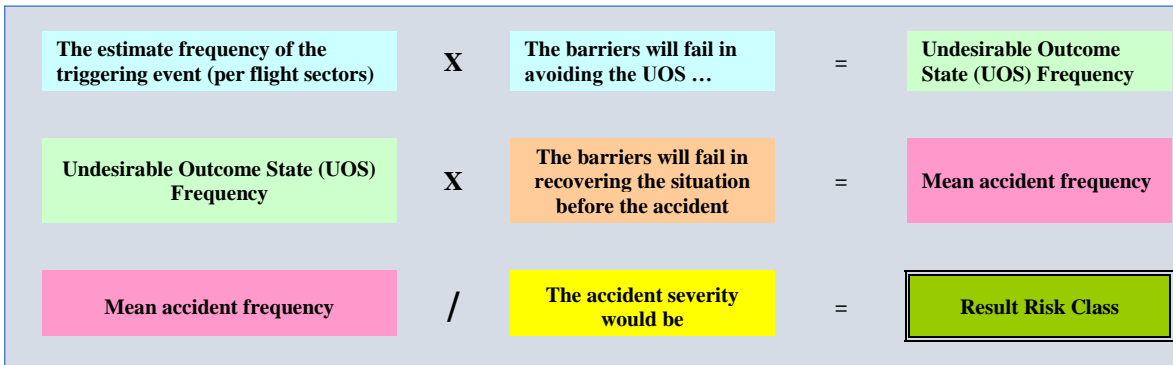 The estimate frequency of the
triggering event (per flight sectors)
X
The barriers will fail in
avoiding the UOS …
=
Undesirable Outcome
State (UOS) Frequency
Undesirable Outcome State (UOS)
Frequency
X
The barriers will fail in
recovering the situation
before the accident
=
Mean accident frequency
Mean accident frequency
/
The accident severity
would be
=
Result Risk Class